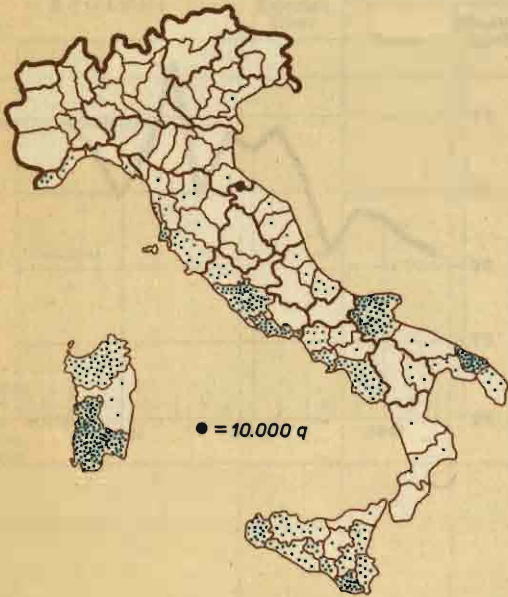 ● = 10.000 q